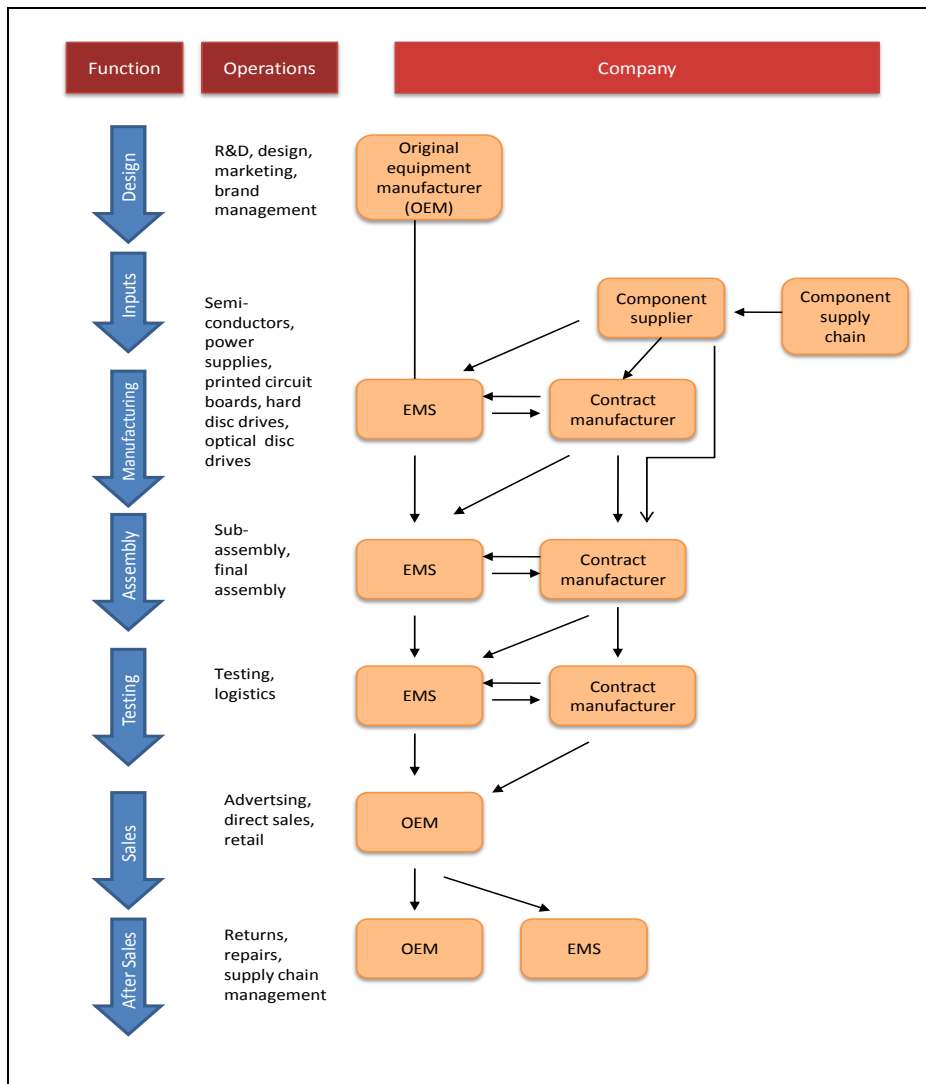 Function
Operations
Company
Design
R&D, design,
marketing,
brand
management
Original
equipment
manufacturer
(OEM)
Inputs
Semi-
conductors,
power
supplies,
printed circuit
boards, hard
disc drives,
optical disc
drives
Component
supplier
Component
supply
chain
Manufacturing
EMS
Contract
manufacturer
Assembly
Sub-
assembly,
final
assembly
EMS
Contract
manufacturer
Testing
Testing,
logistics
EMS
Contract
manufacturer
Sales
Advertsing,
direct sales,
retail
OEM
After Sales
Returns,
repairs,
supply chain
management
OEM
EMS